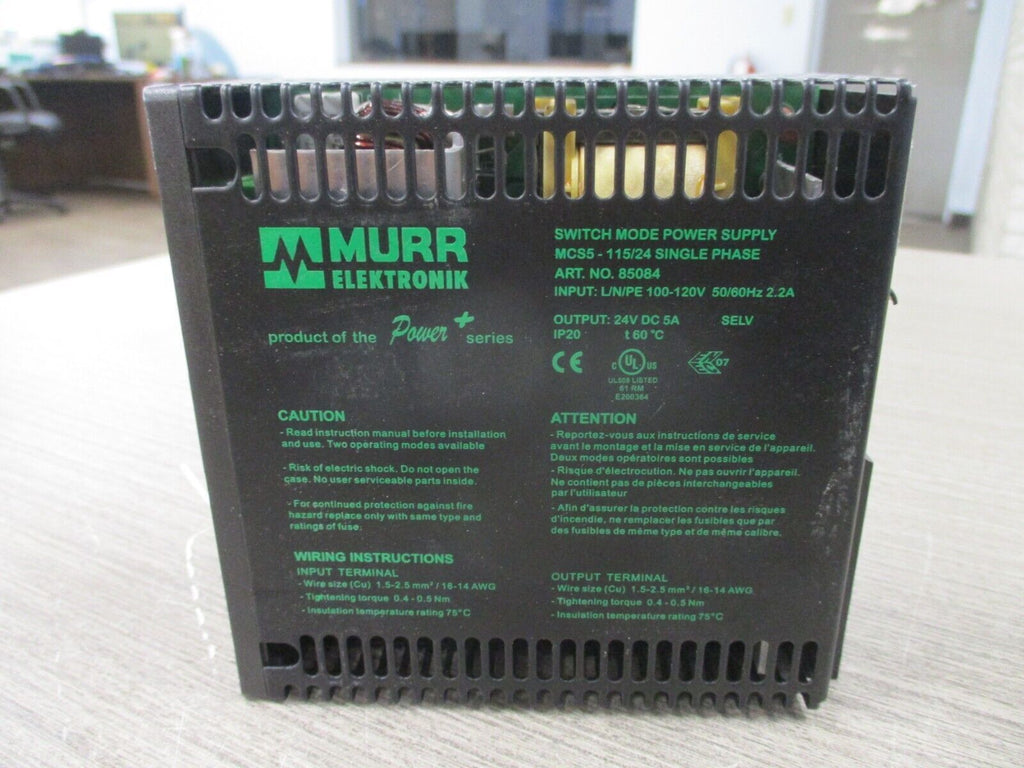 MURR
ELEKTRONIK
product of the Power+ series
SWITCH MODE POWER SUPPLY
MCS5 - 115/24 SINGLE PHASE
ART. NO. 85084
INPUT: L/N/PE 100-120V 50/60Hz 2.2A
OUTPUT: 24V DC 5A SELV
IP20 t 60 °C
CE
C UL US
07
UL508 LISTED
61 RM
E200364
CAUTION
- Read instruction manual before installation
and use. Two operating modes available
- Risk of electric shock. Do not open the
case. No user serviceable parts inside.
- For continued protection against fire
hazard replace only with same type and
ratings of fuse.
ATTENTION
- Reportez-vous aux instructions de service
avant le montage et la mise en service de l'appareil.
Deux modes opératoires sont possibles
- Risque d'électrocution. Ne pas ouvrir l'appareil.
Ne contient pas de pièces interchangeables
par l'utilisateur
- Afin d'assurer la protection contre les risques
d'incendie, ne remplacer les fusibles que par
des fusibles de même type et de même calibre.
WIRING INSTRUCTIONS
INPUT TERMINAL
- Wire size (Cu) 1.5-2.5 mm² / 16-14 AWG
- Tightening torque 0.4 - 0.5 Nm
- Insulation temperature rating 75°C
OUTPUT TERMINAL
- Wire size (Cu) 1.5-2.5 mm² / 16-14 AWG
- Tightening torque 0.4 - 0.5 Nm
- Insulation temperature rating 75°C